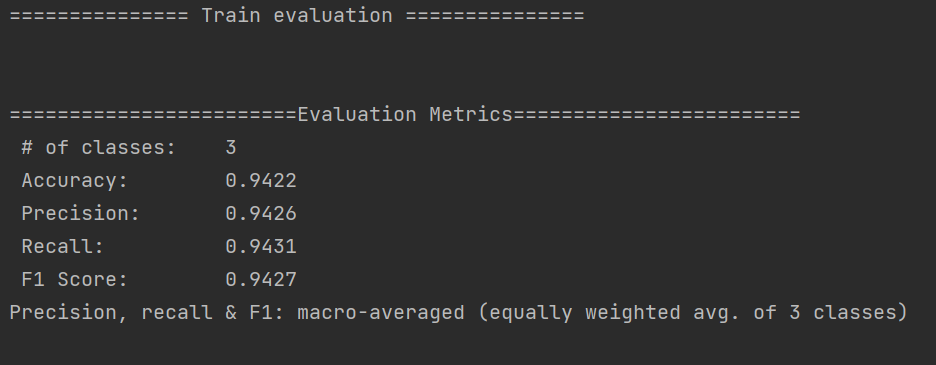 =============== Train evaluation ===============
========================Evaluation Metrics========================
# of classes:    3
Accuracy:        0.9422
Precision:       0.9426
Recall:          0.9431
F1 Score:        0.9427
Precision, recall & F1: macro-averaged (equally weighted avg. of 3 classes)